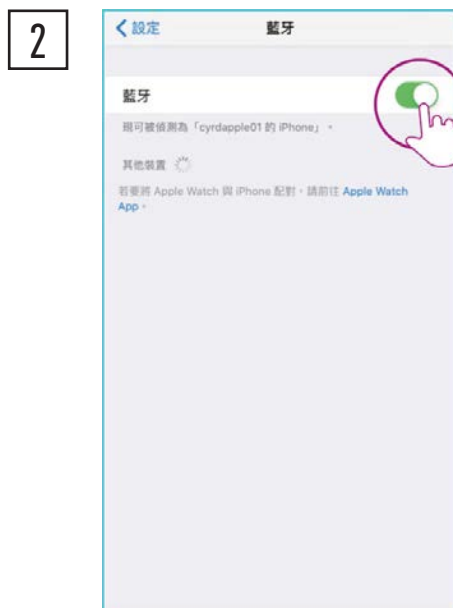 2
設定 藍牙
藍牙
現可被偵測為「cyrdapple01 的 iPhone」。
其他裝置
若要將 Apple Watch 與 iPhone 配對，請前往 Apple Watch
App。